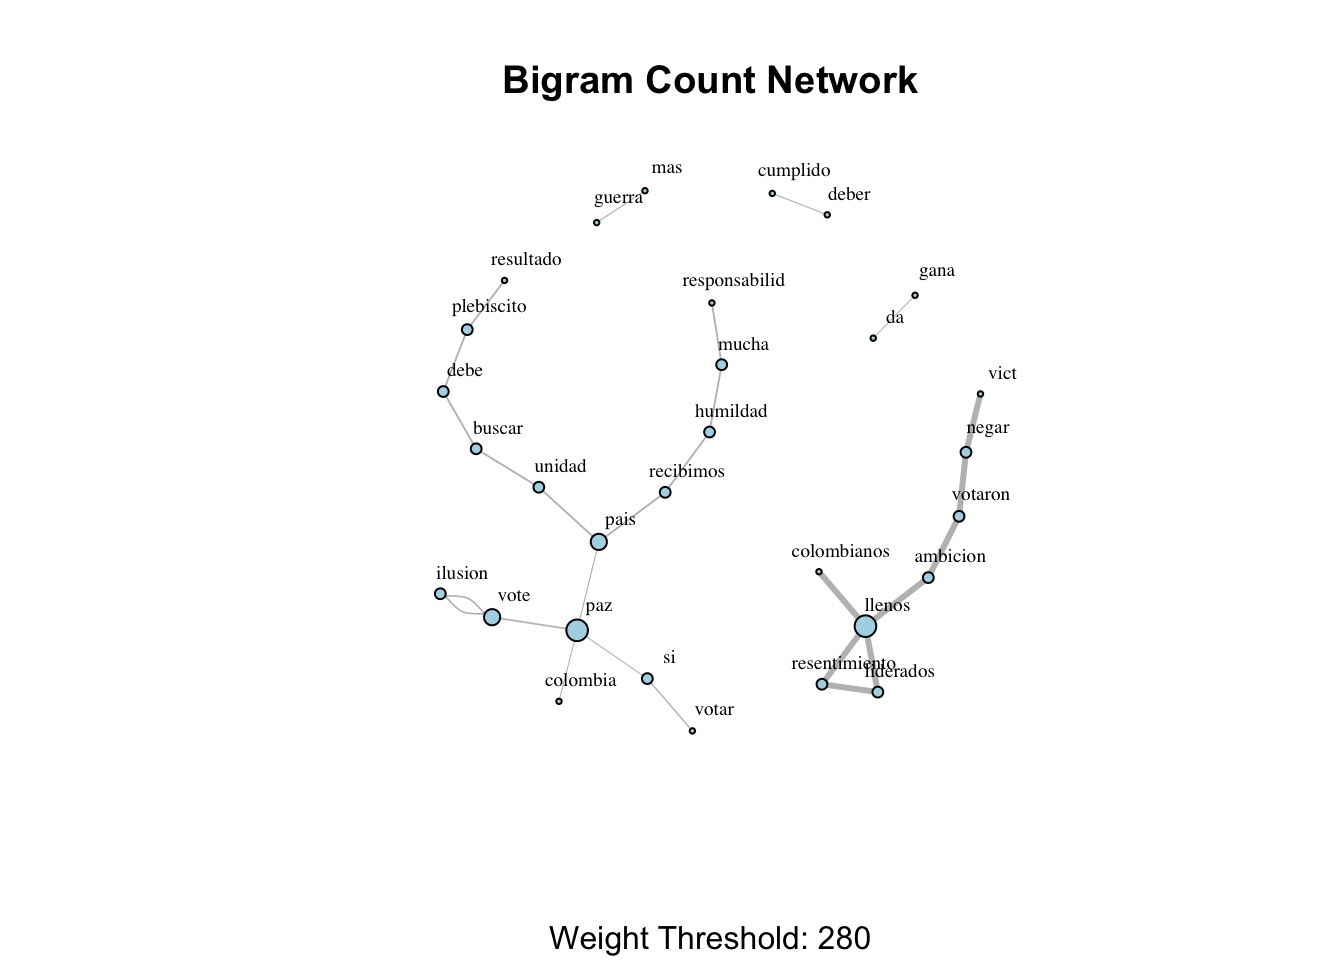 Bigram Count Network
mas
cumplido
guerra
deber
resultado
gana
responsabilid
plebiscito
da
mucha
debe
vict
humildad
buscar
negar
unidad
recibimos
votaron
pais
colombianos
ambicion
ilusion
vote
paz
llenos
si
resentimiento
liderados
colombia
votar
Weight Threshold: 280